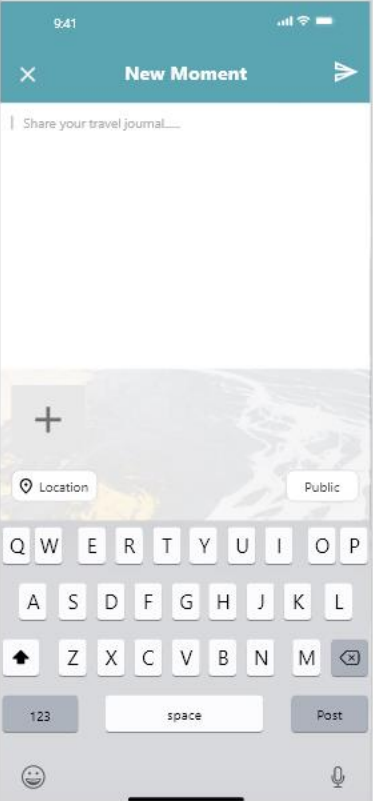 9:41
New Moment
Share your travel journal......
Location
Public
Q W E R T Y U I O P
A S D F G H J K L
Z X C V B N M
123 space Post